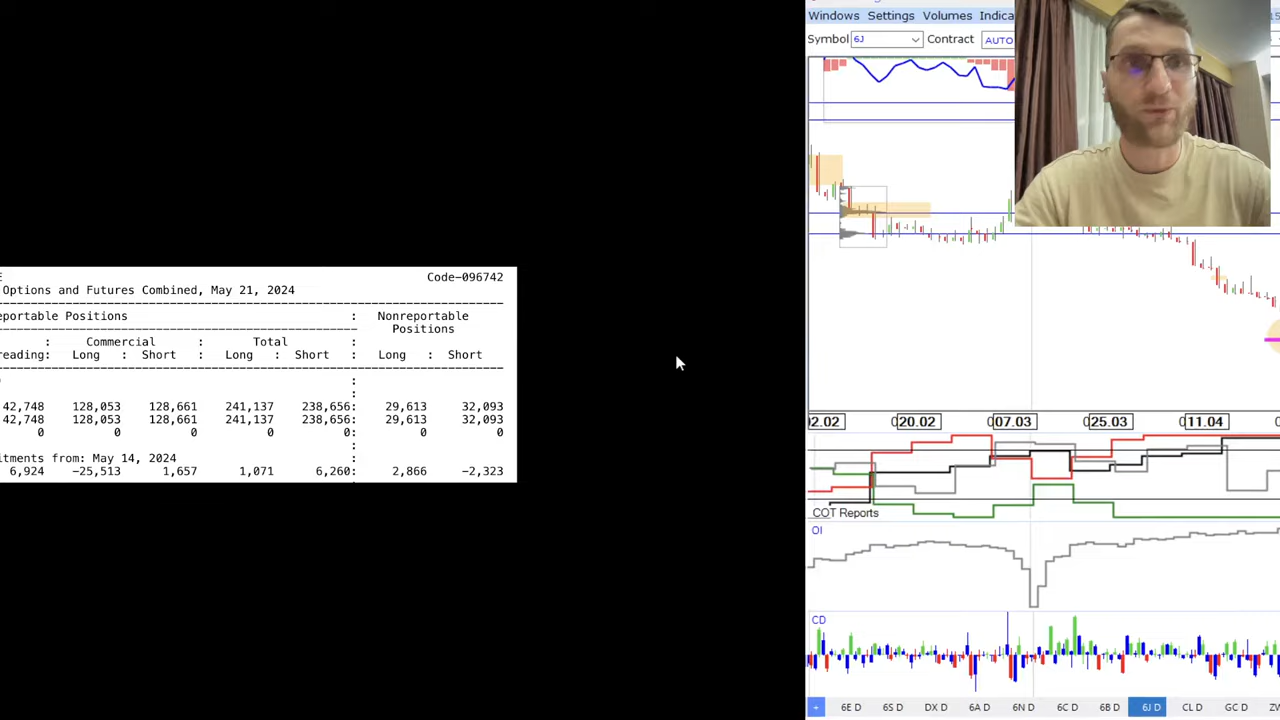 Windows Settings Volumes Indica
Symbol 6J Contract AUTO
E Code-096742
Options and Futures Combined, May 21, 2024
eportable Positions : Nonreportable
Positions
: Commercial : Total :
reading: Long : Short : Long : Short : Long : Short
:
:
42,748 128,053 128,661 241,137 238,656: 29,613 32,093
42,748 128,053 128,661 241,137 238,656: 29,613 32,093
0 0 0 0 0: 0 0
:
itments from: May 14, 2024 :
6,924 -25,513 1,657 1,071 6,260: 2,866 -2,323
:
02.02 20.02 07.03 25.03 11.04
COT Reports
OI
CD
+ 6E D 6S D DX D 6A D 6N D 6C D 6B D 6J D CL D GC D ZW